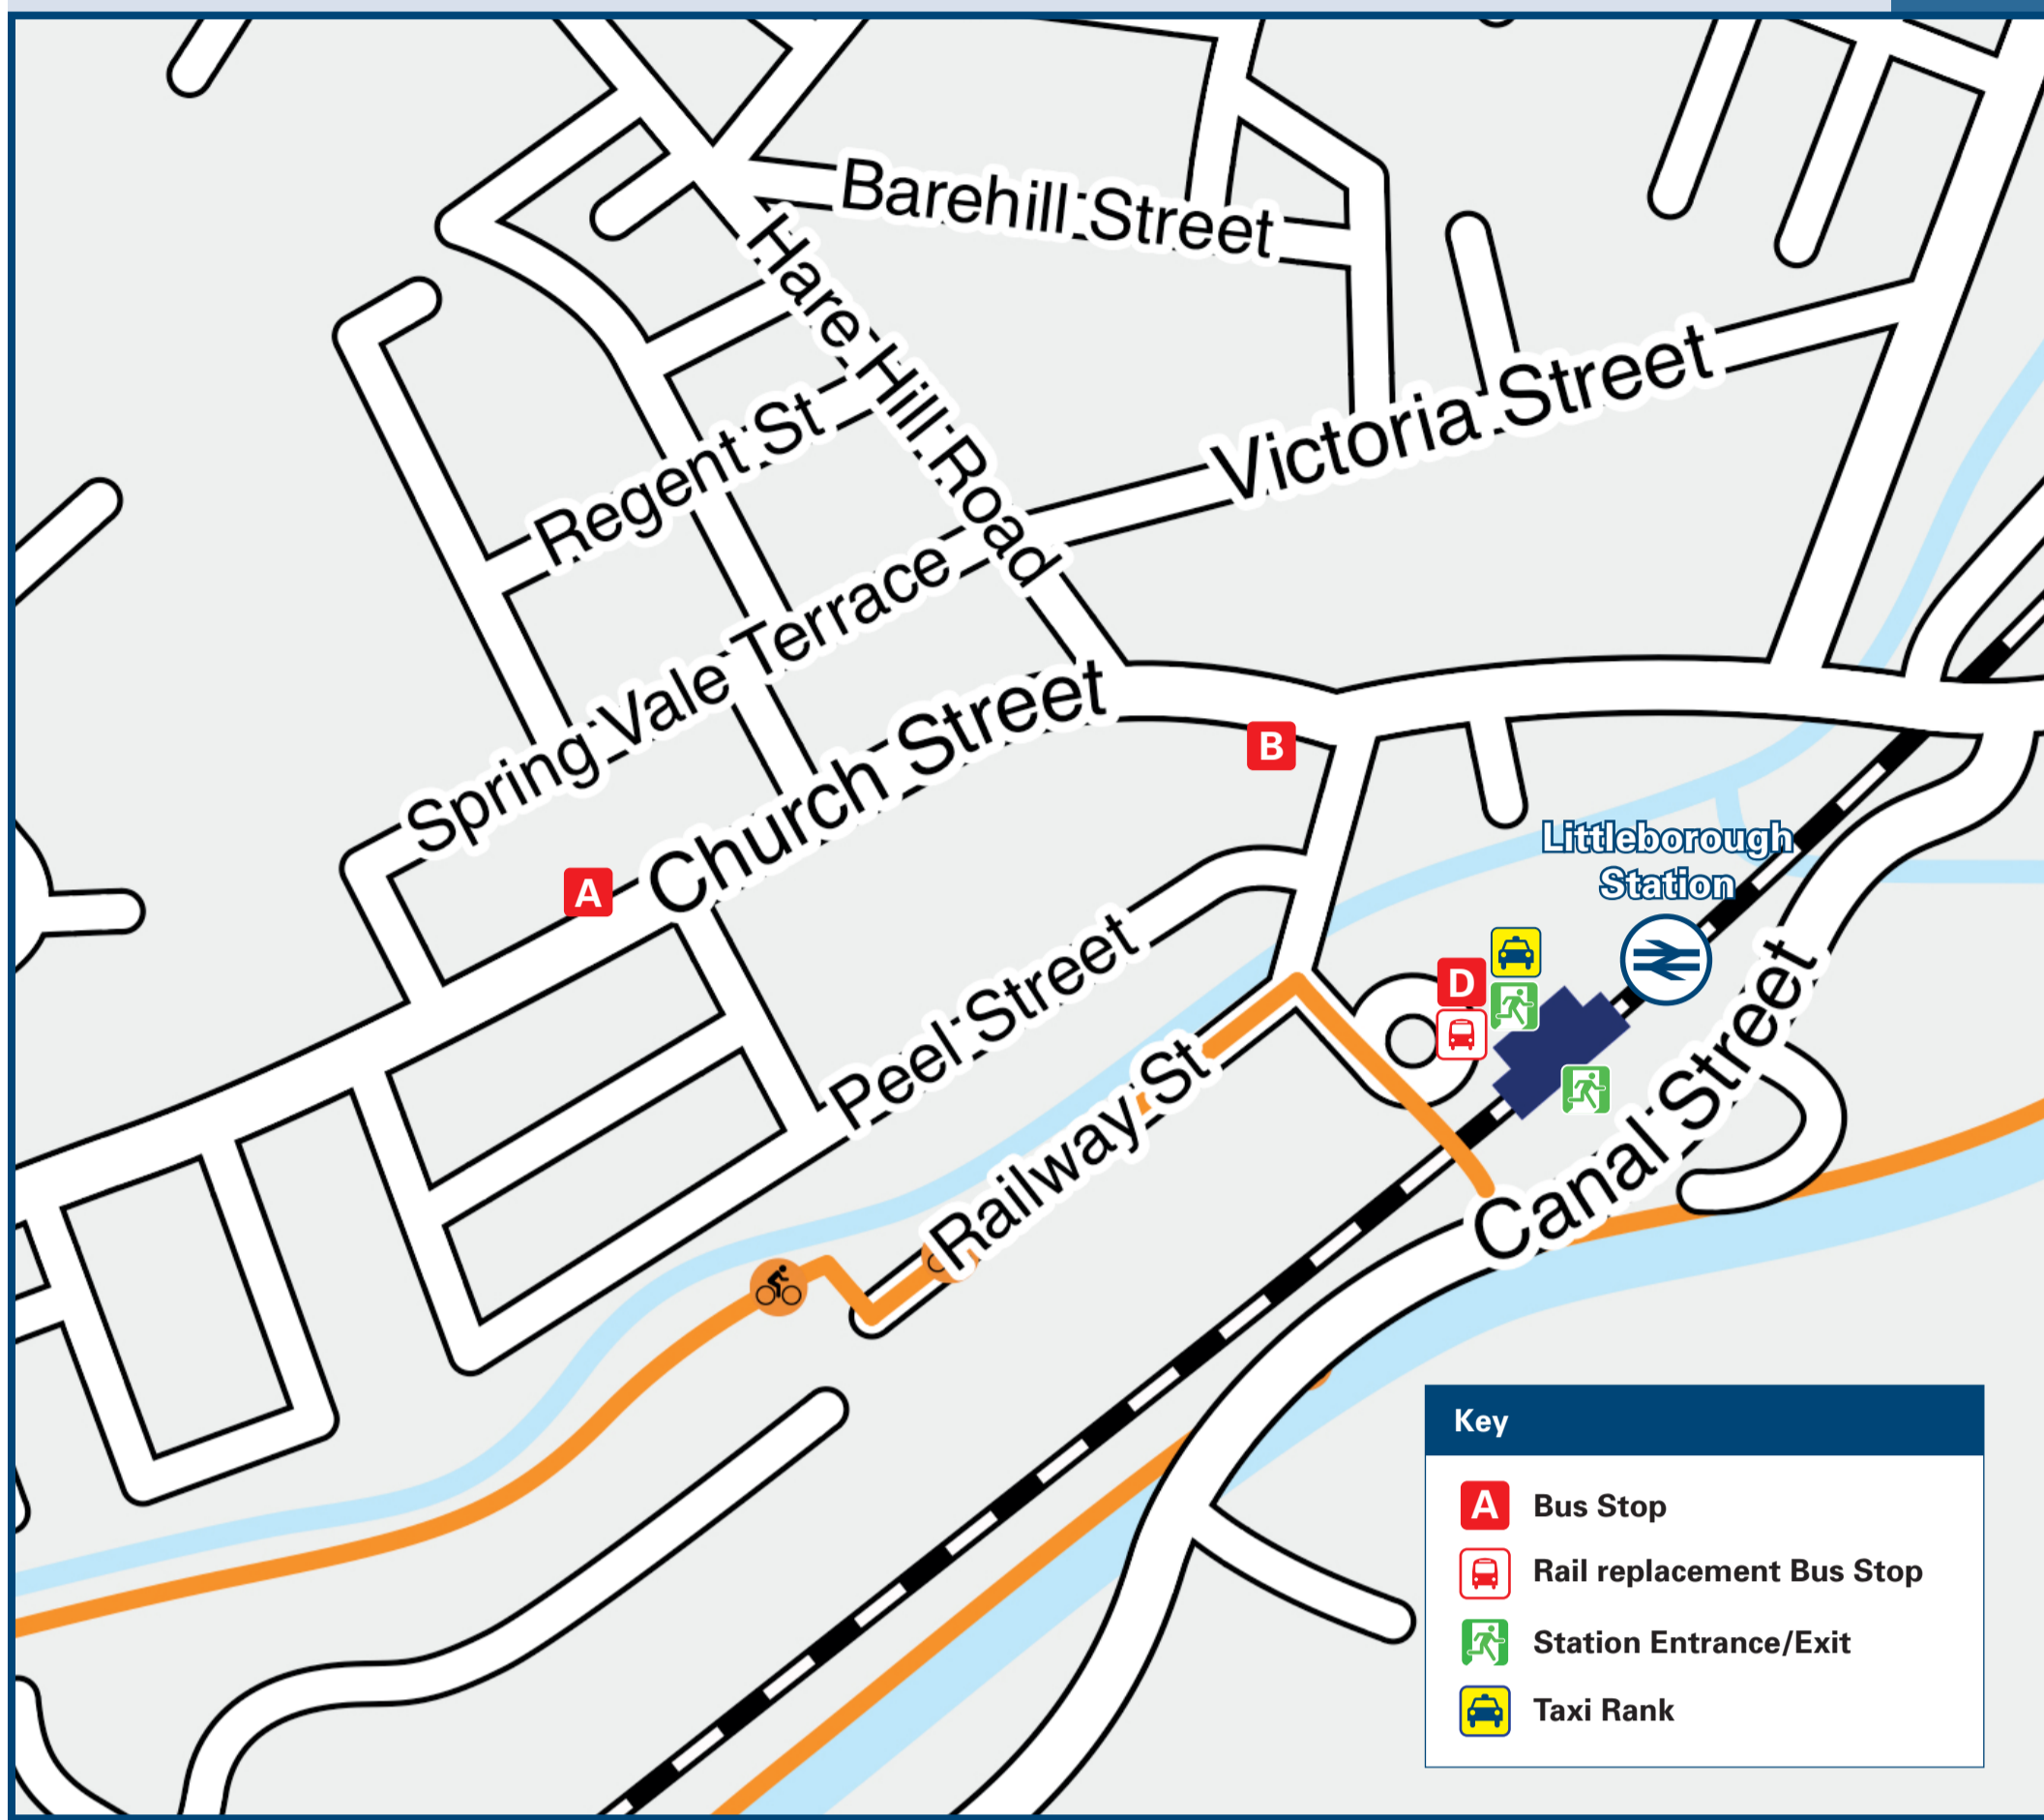 Barehill Street
Hare Hill Road
Regent St
Victoria Street
Spring Vale Terrace
Church Street
B
A
Littleborough
Station
Peel Street
D
Railway St
Canal Street
Key
A Bus Stop
Rail replacement Bus Stop
Station Entrance/Exit
Taxi Rank